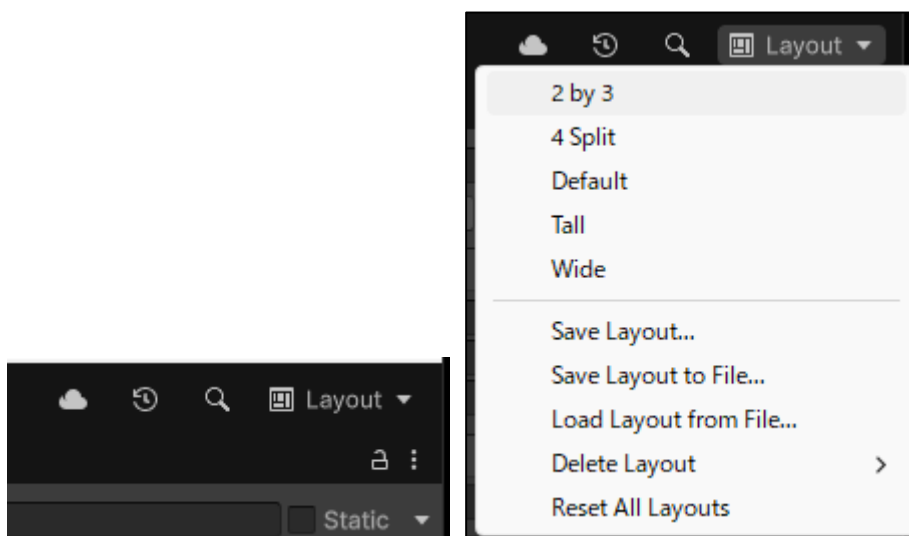 Layout
Static
Layout
2 by 3
4 Split
Default
Tall
Wide
Save Layout...
Save Layout to File...
Load Layout from File...
Delete Layout
Reset All Layouts